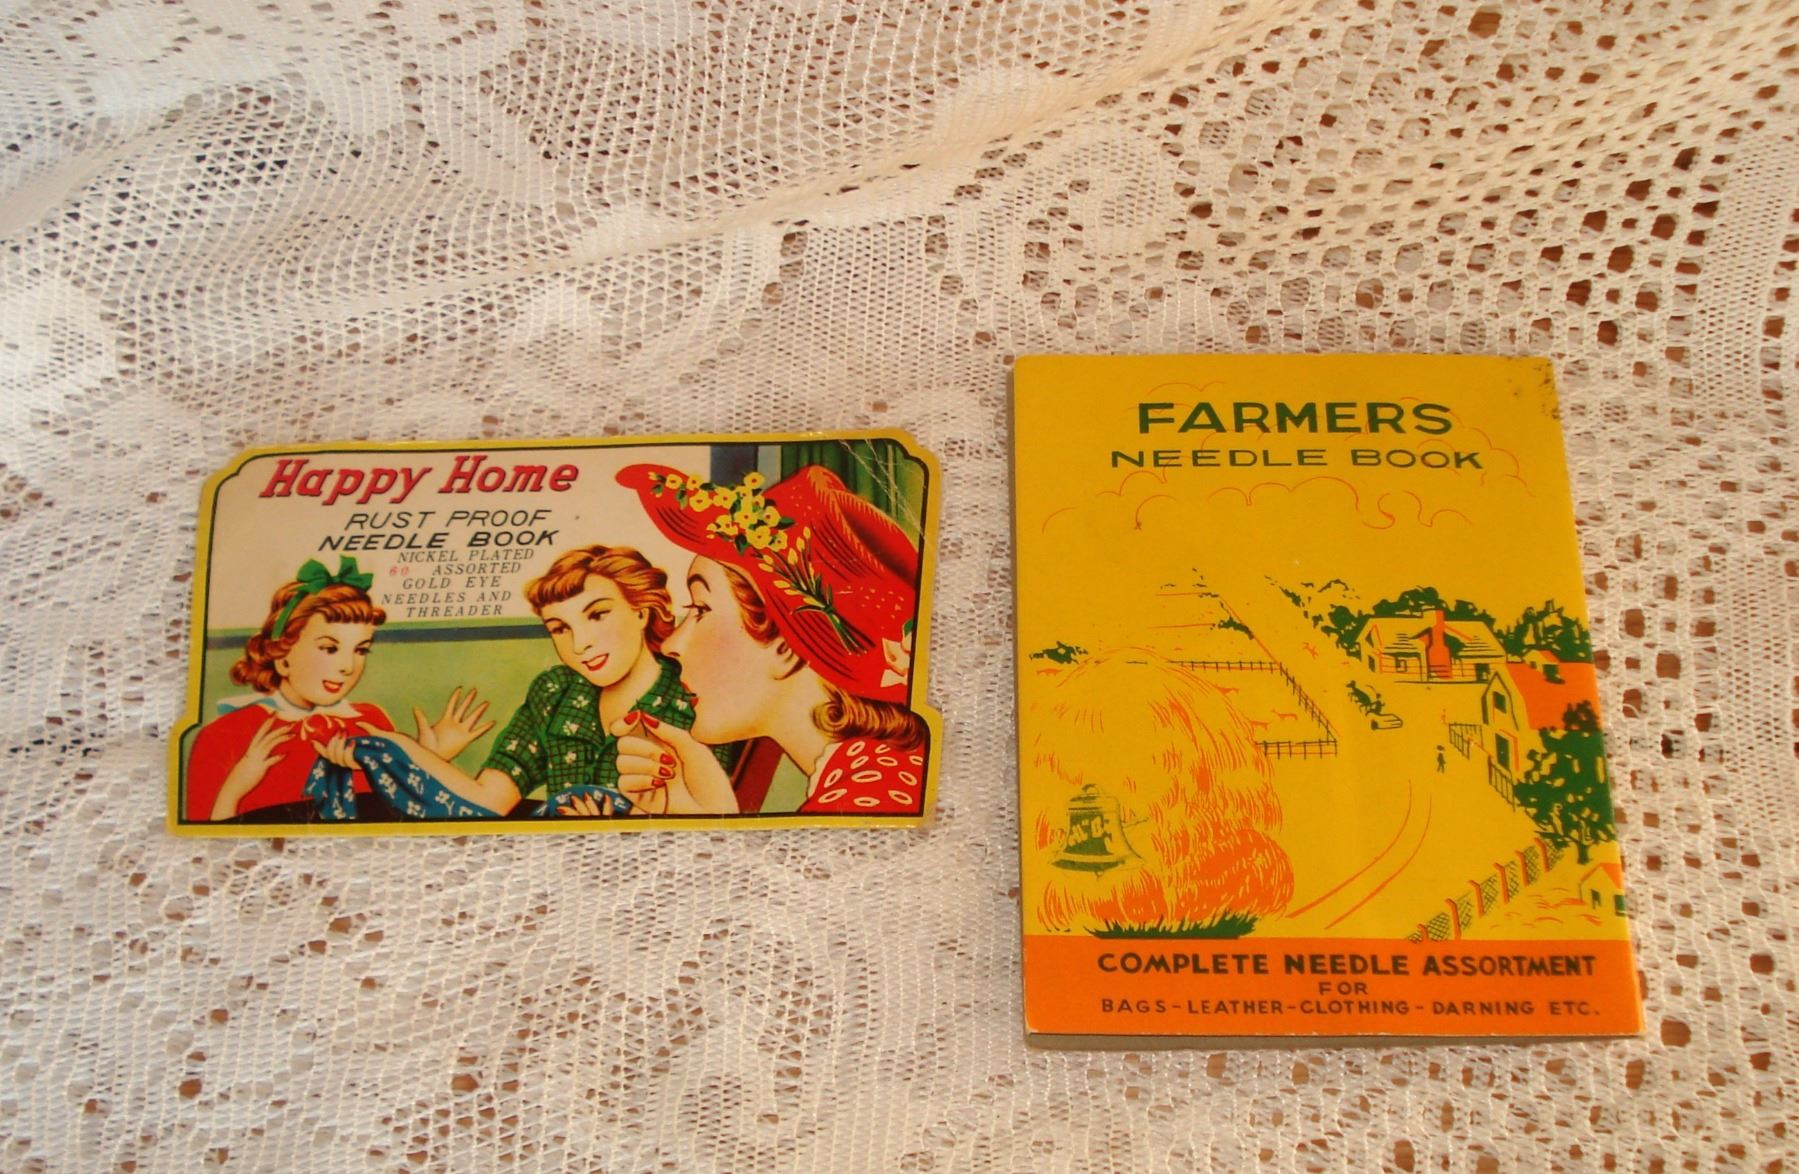 Happy Home
RUST PROOF
NEEDLE BOOK
NICKEL PLATED
60 ASSORTED
GOLD EYE
NEEDLES AND
THREADER
FARMERS
NEEDLE BOOK
COMPLETE NEEDLE ASSORTMENT
FOR
BAGS-LEATHER-CLOTHING-DARNING ETC.